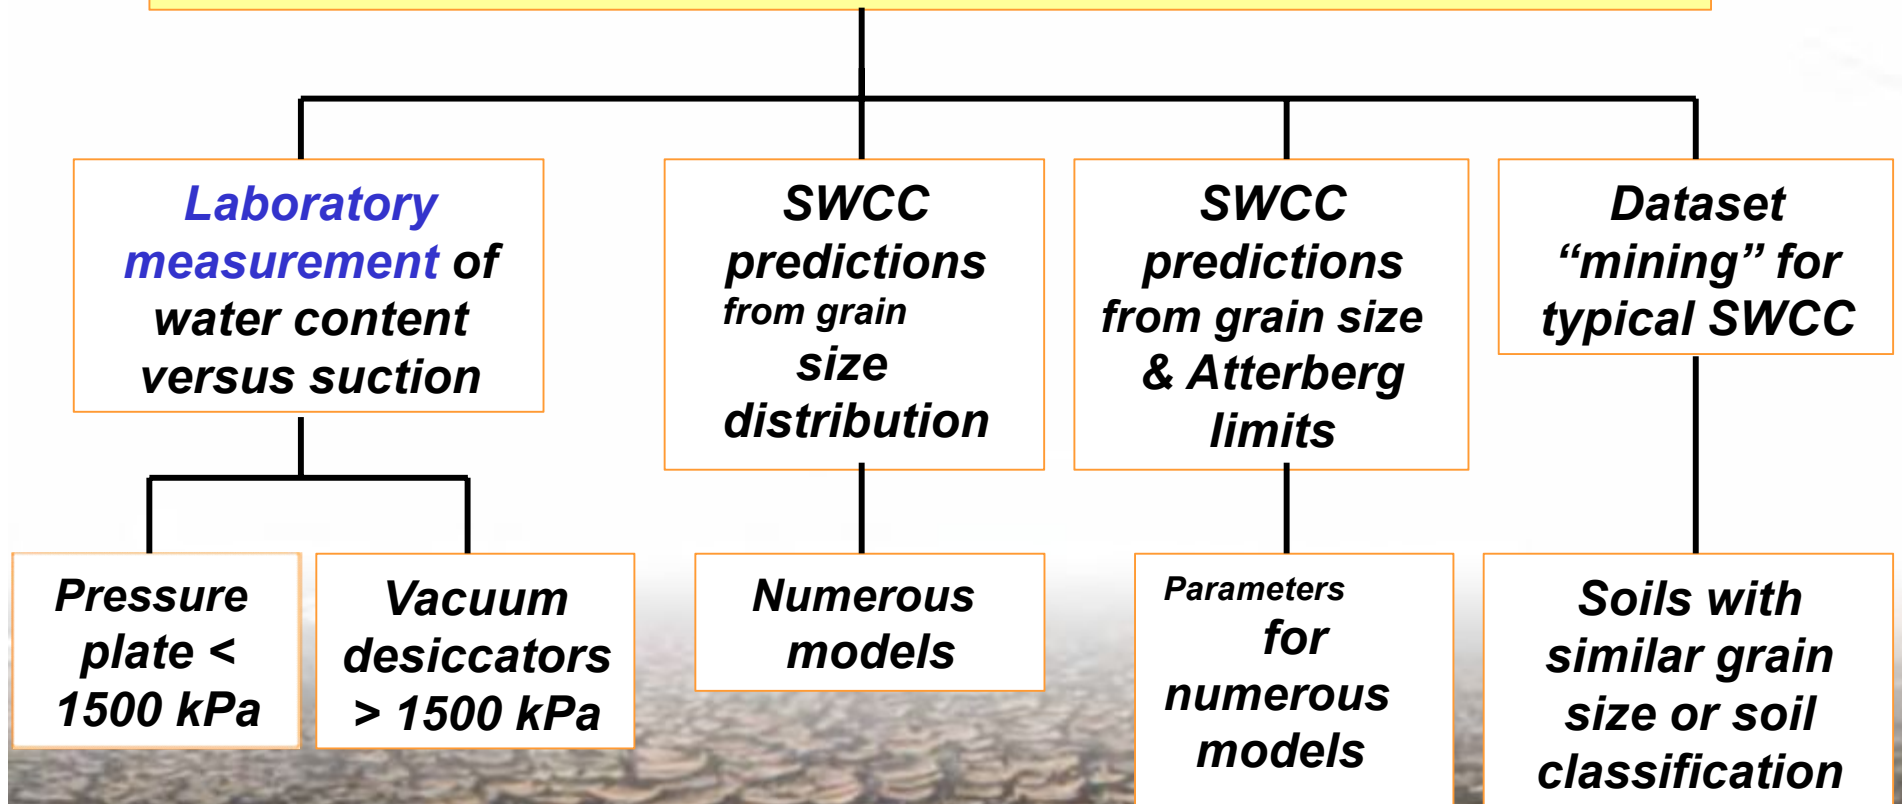 Laboratory
measurement of
water content
versus suction
SWCC
predictions
from grain
size
distribution
SWCC
predictions
from grain size
& Atterberg
limits
Dataset
“mining” for
typical SWCC
Pressure
plate <
1500 kPa
Vacuum
desiccators
> 1500 kPa
Numerous
models
Parameters
for
numerous
models
Soils with
similar grain
size or soil
classification